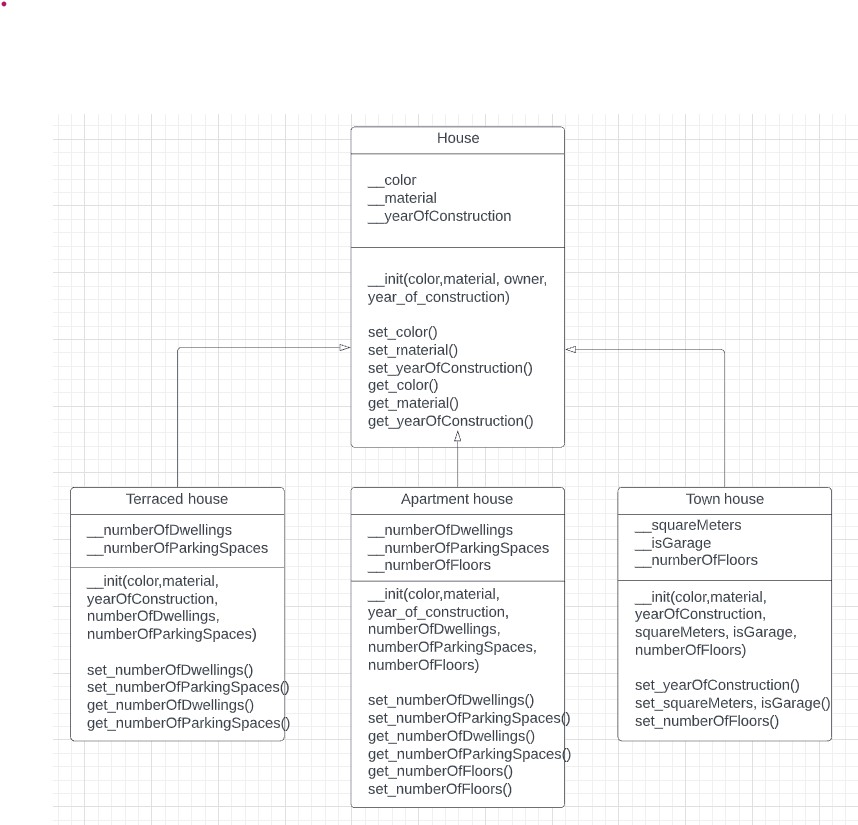 House
__color
__material
__yearOfConstruction
__init(color,material, owner,
year_of_construction)
set_color()
set_material()
set_yearOfConstruction()
get_color()
get_material()
get_yearOfConstruction()
Terraced house
__numberOfDwellings
__numberOfParkingSpaces
__init(color,material,
yearOfConstruction,
numberOfDwellings,
numberOfParkingSpaces)
set_numberOfDwellings()
set_numberOfParkingSpaces()
get_numberOfDwellings()
get_numberOfParkingSpaces()
Apartment house
__numberOfDwellings
__numberOfParkingSpaces
__numberOfFloors
__init(color,material,
year_of_construction,
numberOfDwellings,
numberOfParkingSpaces,
numberOfFloors)
set_numberOfDwellings()
set_numberOfParkingSpaces()
get_numberOfDwellings()
get_numberOfParkingSpaces()
get_numberOfFloors()
set_numberOfFloors()
Town house
__squareMeters
__isGarage
__numberOfFloors
__init(color,material,
yearOfConstruction,
squareMeters, isGarage,
numberOfFloors)
set_yearOfConstruction()
set_squareMeters, isGarage()
set_numberOfFloors()